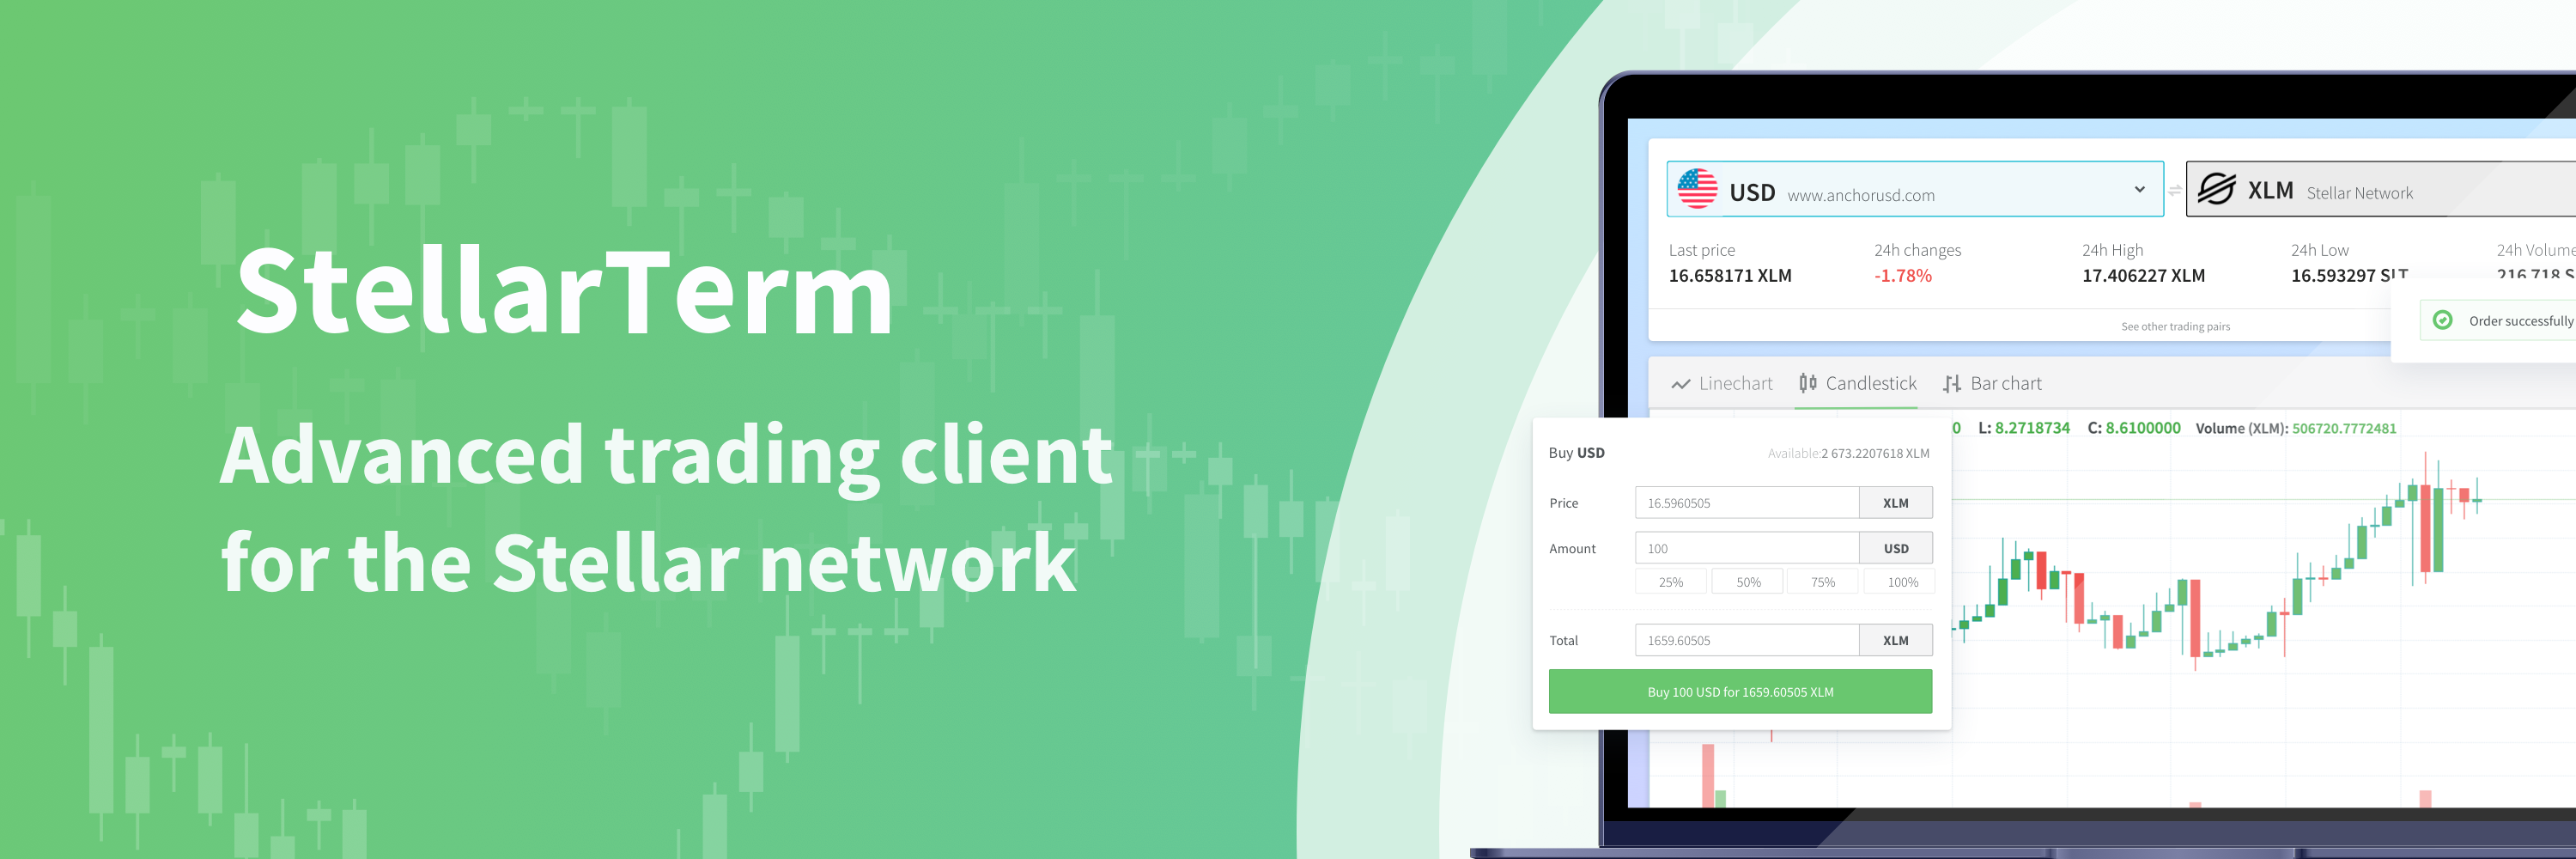 StellarTerm
Advanced trading client
for the Stellar network
USD www.anchorusd.com
XLM Stellar Network
Last price 24h changes 24h High 24h Low 24h Volume
16.658171 XLM -1.78% 17.406227 XLM 16.593297 SLT 216.718 S
See other trading pairs
Order successfully
Linechart Candlestick Bar chart
0 L: 8.2718734 C: 8.6100000 Volume (XLM): 506720.7772481
Buy USD Available:2 673.2207618 XLM
Price 16.5960505 XLM
Amount 100 USD
25% 50% 75% 100%
Total 1659.60505 XLM
Buy 100 USD for 1659.60505 XLM